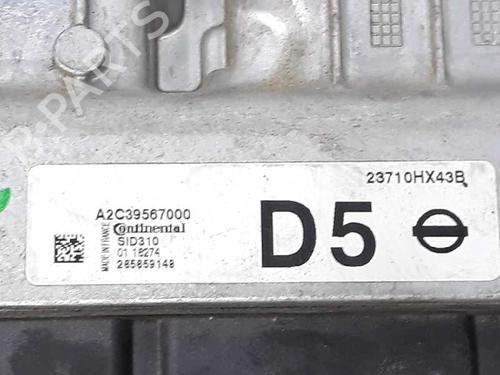 B-PARTS
23710HX43B
A2C39567000
Continental
SID310
01 18274
265659148
MADE IN FRANCE
D5